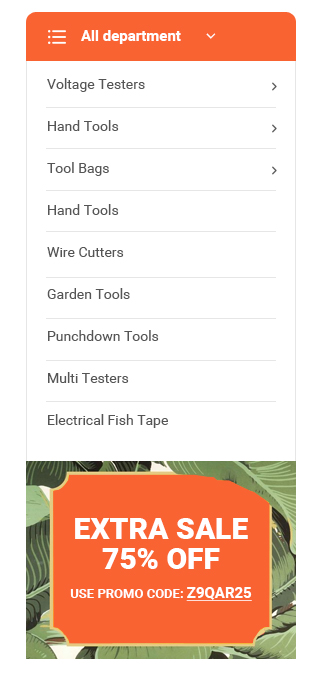 All department
Voltage Testers
Hand Tools
Tool Bags
Hand Tools
Wire Cutters
Garden Tools
Punchdown Tools
Multi Testers
Electrical Fish Tape
EXTRA SALE
75% OFF
USE PROMO CODE: Z9QAR25